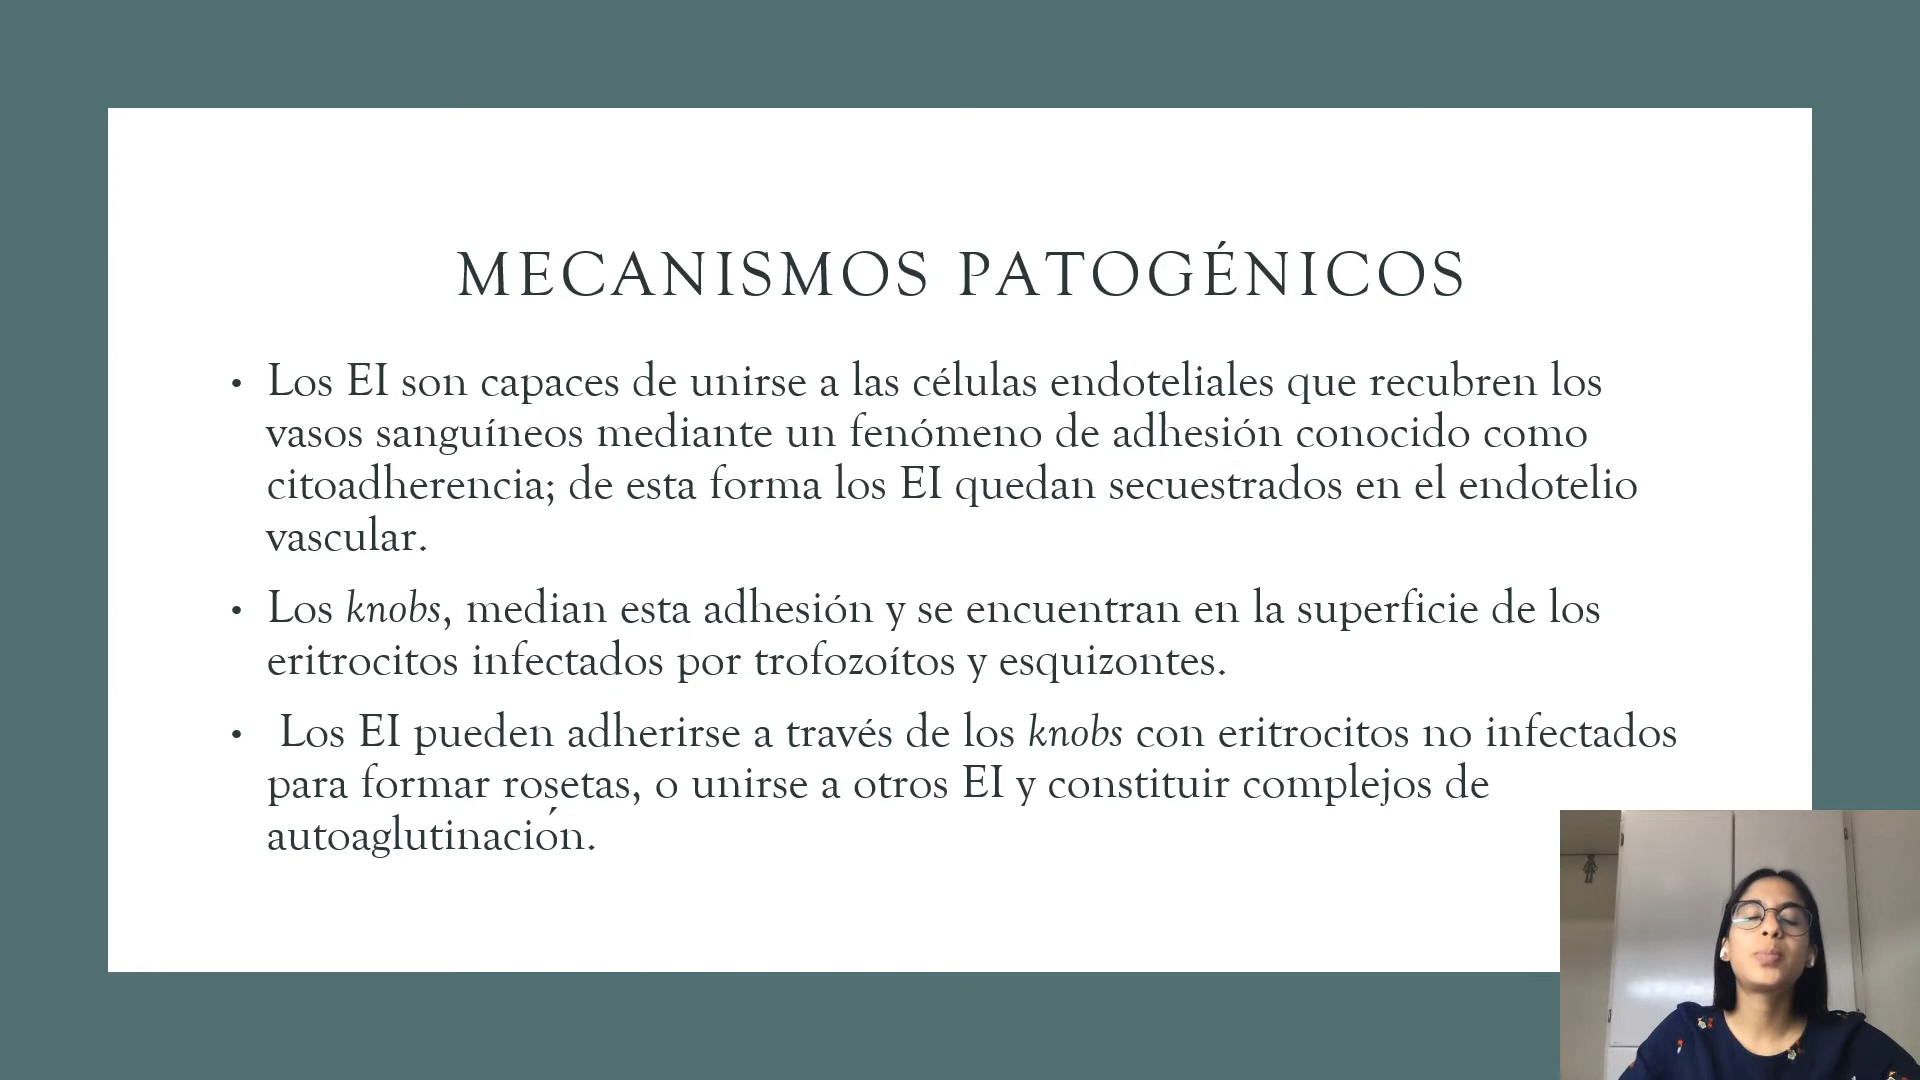 MECANISMOS PATOGÉNICOS
• Los EI son capaces de unirse a las células endoteliales que recubren los
vasos sanguíneos mediante un fenómeno de adhesión conocido como
citoadherencia; de esta forma los EI quedan secuestrados en el endotelio
vascular.
• Los knobs, median esta adhesión y se encuentran en la superficie de los
eritrocitos infectados por trofozoítos y esquizontes.
• Los EI pueden adherirse a través de los knobs con eritrocitos no infectados
para formar rosetas, o unirse a otros EI y constituir complejos de
autoaglutinación.